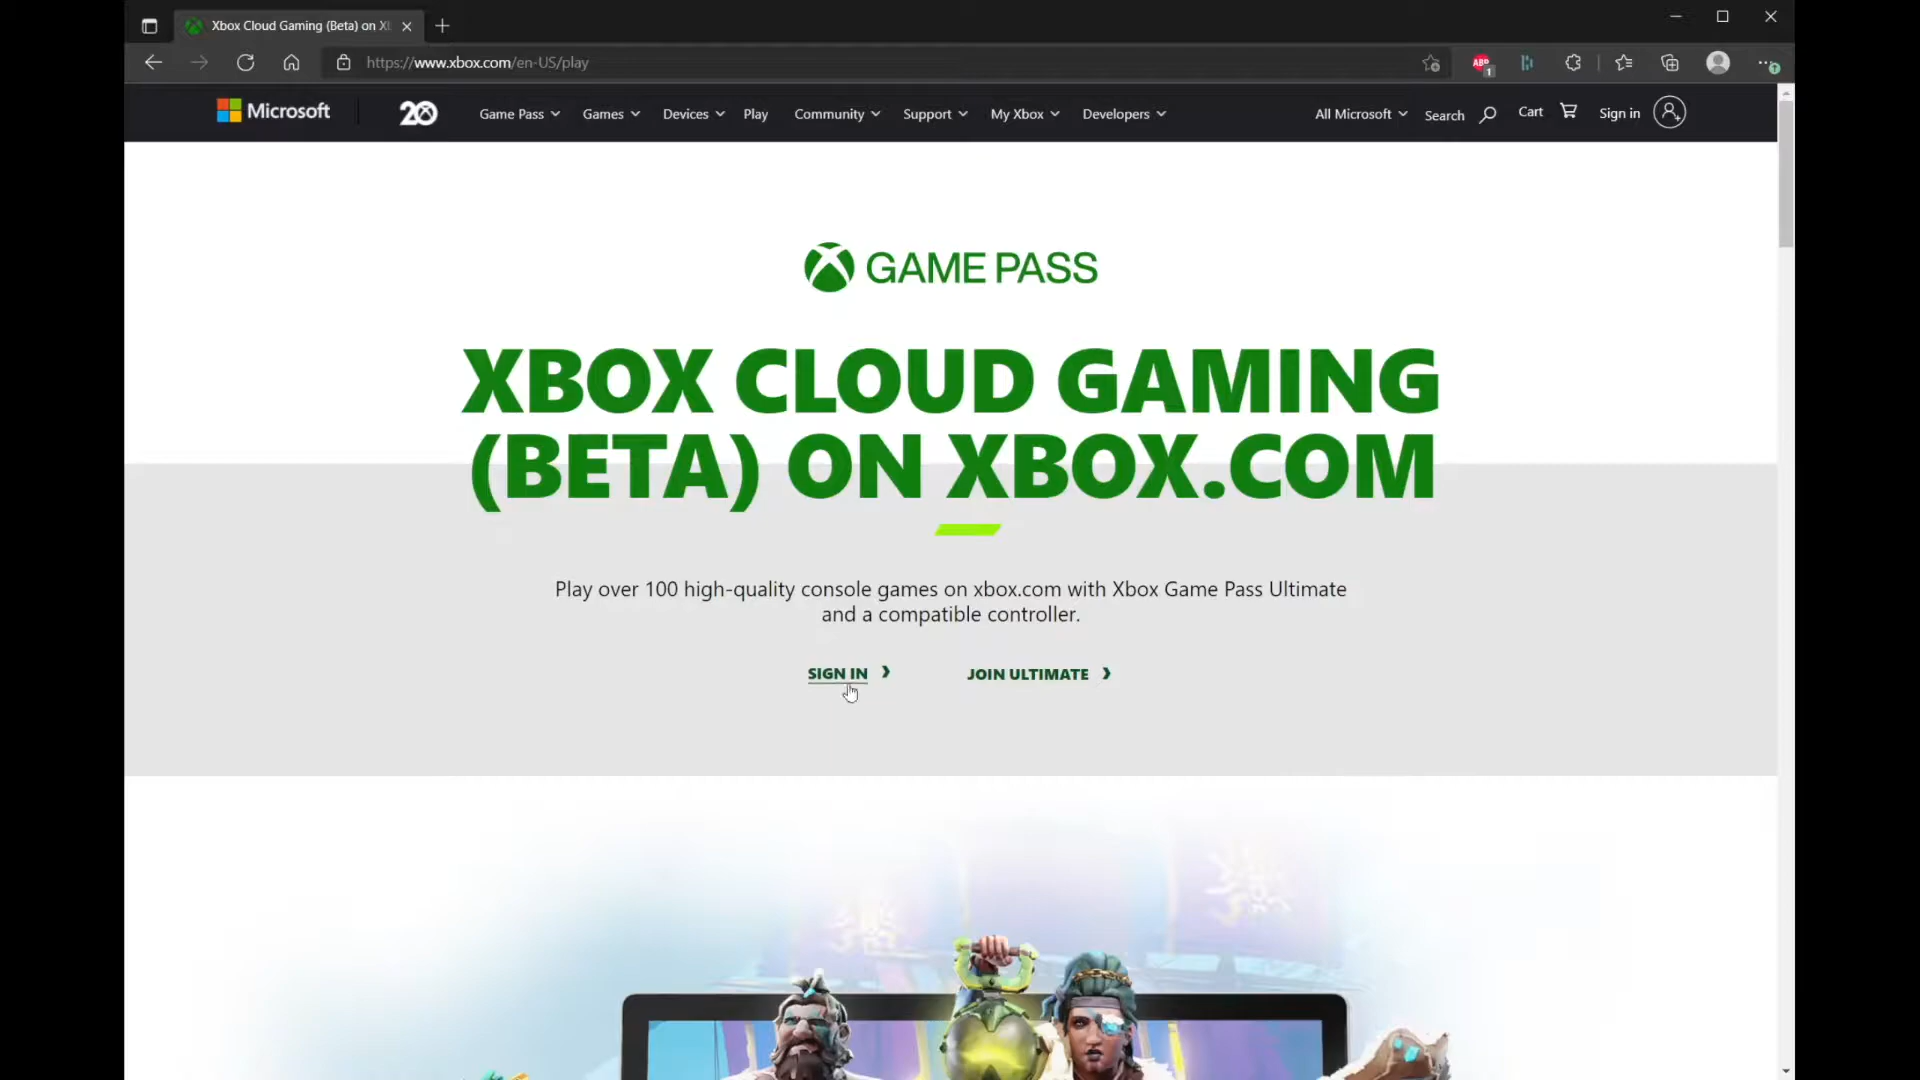 Xbox Cloud Gaming (Beta) on X
https://www.xbox.com/en-US/play
ABP
1
Microsoft
20
Game Pass
Games
Devices
Play
Community
Support
My Xbox
Developers
All Microsoft
Search
Cart
Sign in
GAME PASS
XBOX CLOUD GAMING
(BETA) ON XBOX.COM
Play over 100 high-quality console games on xbox.com with Xbox Game Pass Ultimate
and a compatible controller.
SIGN IN
JOIN ULTIMATE